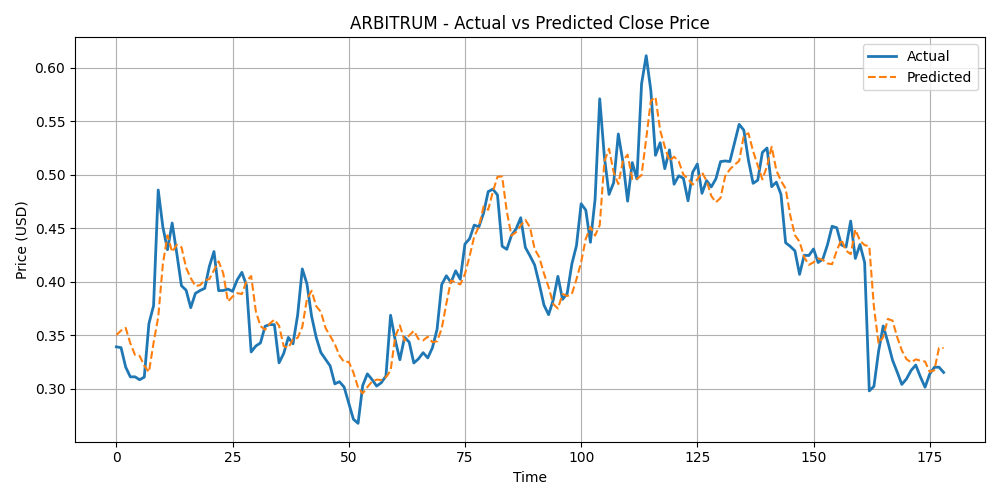 ARBITRUM - Actual vs Predicted Close Price
Actual
Predicted
Price (USD)
0.60
0.55
0.50
0.45
0.40
0.35
0.30
0 25 50 75 100 125 150 175
Time